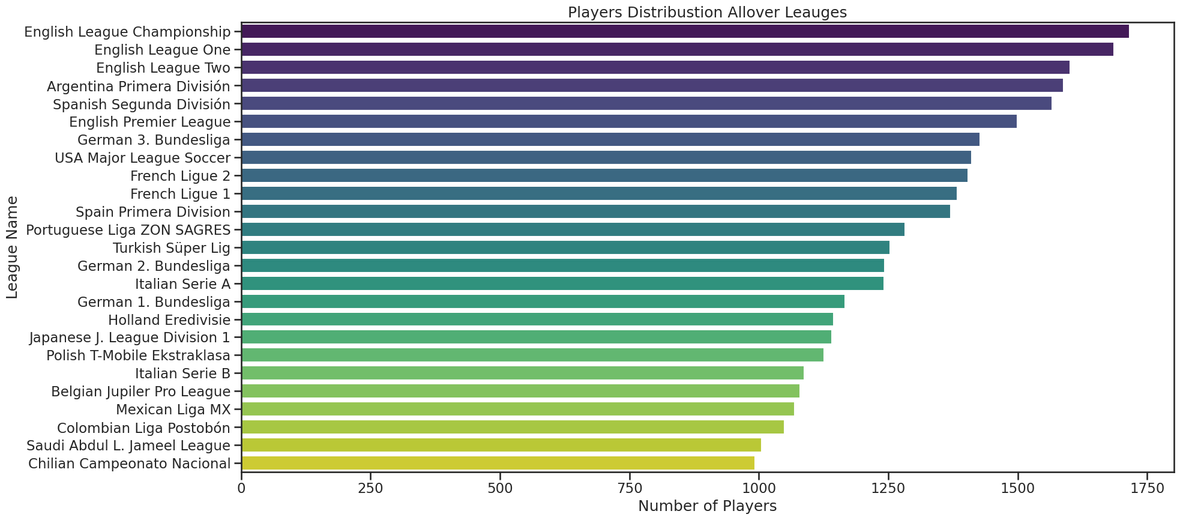 Players Distribustion Allover Leauges
English League Championship
English League One
English League Two
Argentina Primera División
Spanish Segunda División
English Premier League
German 3. Bundesliga
USA Major League Soccer
French Ligue 2
French Ligue 1
Spain Primera Division
Portuguese Liga ZON SAGRES
Turkish Süper Lig
German 2. Bundesliga
Italian Serie A
German 1. Bundesliga
Holland Eredivisie
Japanese J. League Division 1
Polish T-Mobile Ekstraklasa
Italian Serie B
Belgian Jupiler Pro League
Mexican Liga MX
Colombian Liga Postobón
Saudi Abdul L. Jameel League
Chilian Campeonato Nacional
League Name
0 250 500 750 1000 1250 1500 1750
Number of Players